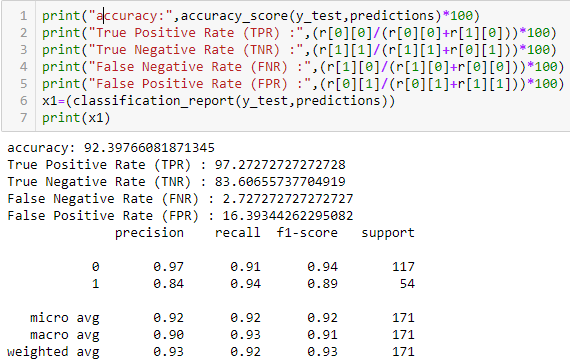 1 print("accuracy:",accuracy_score(y_test,predictions)*100)
2 print("True Positive Rate (TPR) :",(r[0][0]/(r[0][0]+r[1][0]))*100)
3 print("True Negative Rate (TNR) :",(r[1][1]/(r[1][1]+r[0][1]))*100)
4 print("False Negative Rate (FNR) :",(r[1][0]/(r[1][0]+r[0][0]))*100)
5 print("False Positive Rate (FPR) :",(r[0][1]/(r[0][1]+r[1][1]))*100)
6 x1=(classification_report(y_test,predictions))
7 print(x1)
accuracy: 92.39766081871345
True Positive Rate (TPR) : 97.27272727272728
True Negative Rate (TNR) : 83.60655737704919
False Negative Rate (FNR) : 2.727272727272727
False Positive Rate (FPR) : 16.39344262295082
precision recall f1-score support
0 0.97 0.91 0.94 117
1 0.84 0.94 0.89 54
micro avg 0.92 0.92 0.92 171
macro avg 0.90 0.93 0.91 171
weighted avg 0.93 0.92 0.93 171